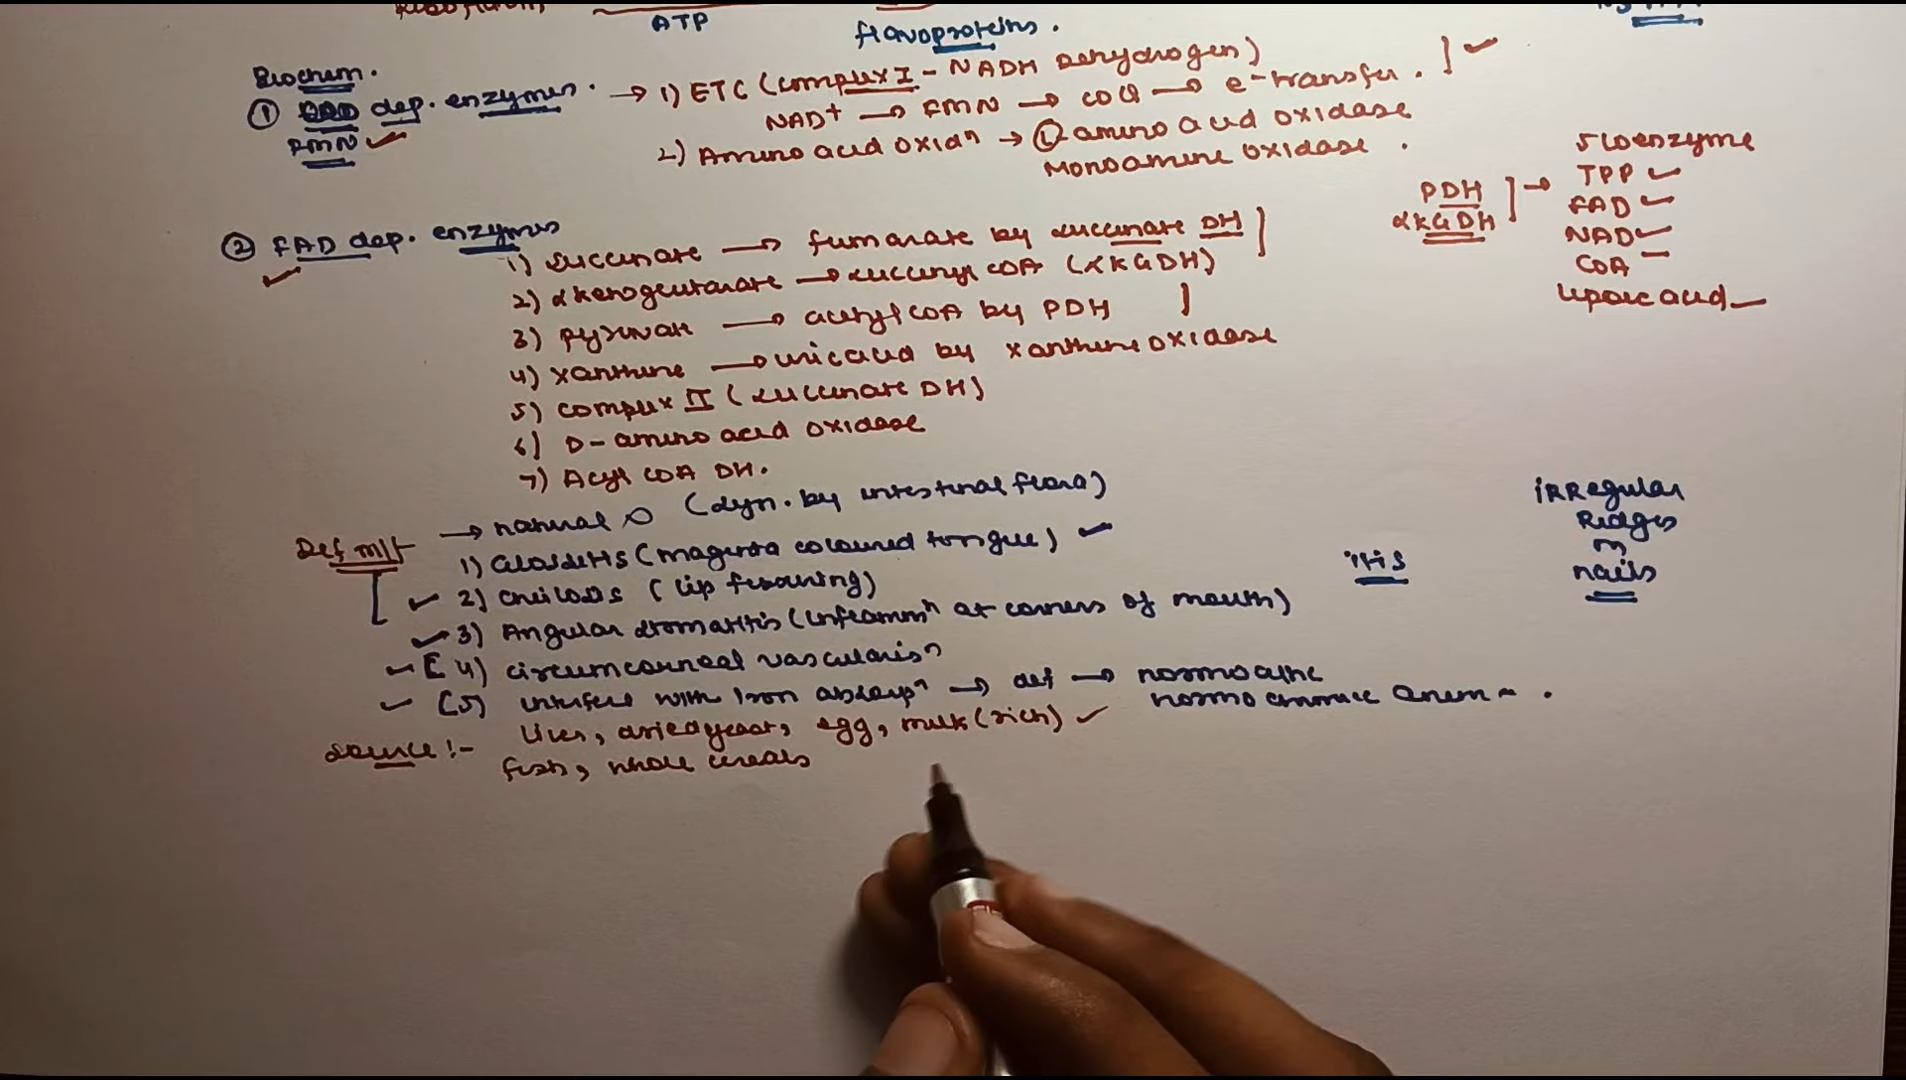 ATP
flavoproteins.
Biochem.
① dep. enzymes. → 1) ETC (complex I - NADH Dehydrogen)
FMN
NAD+ → FMN → COQ → e- transfer.
2) Amino acid oxidⁿ → L amino acid oxidase
Monoamine oxidase.
5 coenzyme
TPP
FAD
NAD
COA
Lipoic acid
PDH
αKGDH
② FAD dep. enzymes
1) succinate → fumarate by succinate DH
2) αketoglutarate → succinyl COA (αKGDH)
3) pyruvate → acetyl COA by PDH
4) xanthine → uric acid by xanthine oxidase
5) complex II (succinate DH)
6) D-amino acid oxidase
7) Acyl COA DH.
Def m/f → natural (syn. by intestinal flora)
1) Glossitis (magenta coloured tongue)
2) cheilosis (lip fissuring)
3) Angular stomatitis (inflammⁿ at corners of mouth)
4) circumcorneal vascularisⁿ
5) interferes with iron absorpⁿ → def → normocytic
normochromic anem
itis
iRRegular
Ridges
on
nails
source :- liver, dried yeast, egg, milk (rich)
fish, whole cereals